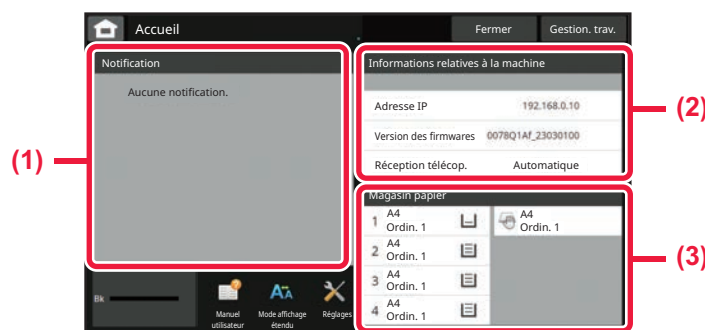 Accueil
Fermer
Gestion. trav.
Notification
Aucune notification.
(1)
Informations relatives à la machine
Adresse IP 192.168.0.10
Version des firmwares 0078Q1Af_23030100
Réception télécop. Automatique
(2)
Magasin papier
1 A4
Ordin. 1
2 A4
Ordin. 1
3 A4
Ordin. 1
4 A4
Ordin. 1
A4
Ordin. 1
(3)
Bk
Manuel
utilisateur
Mode affichage
étendu
Réglages